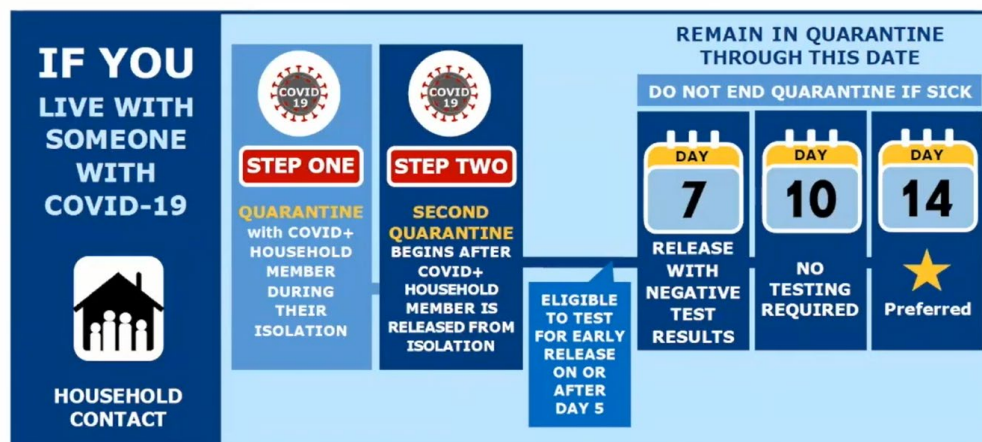 IF YOU
LIVE WITH
SOMEONE
WITH
COVID-19
HOUSEHOLD
CONTACT
COVID
19
STEP ONE
QUARANTINE
with COVID+
HOUSEHOLD
MEMBER
DURING
THEIR
ISOLATION
COVID
19
STEP TWO
SECOND
QUARANTINE
BEGINS AFTER
COVID+
HOUSEHOLD
MEMBER IS
RELEASED FROM
ISOLATION
ELIGIBLE
TO TEST
FOR EARLY
RELEASE
ON OR
AFTER
DAY 5
REMAIN IN QUARANTINE
THROUGH THIS DATE
DO NOT END QUARANTINE IF SICK
DAY
7
RELEASE
WITH
NEGATIVE
TEST
RESULTS
DAY
10
NO
TESTING
REQUIRED
DAY
14
Preferred